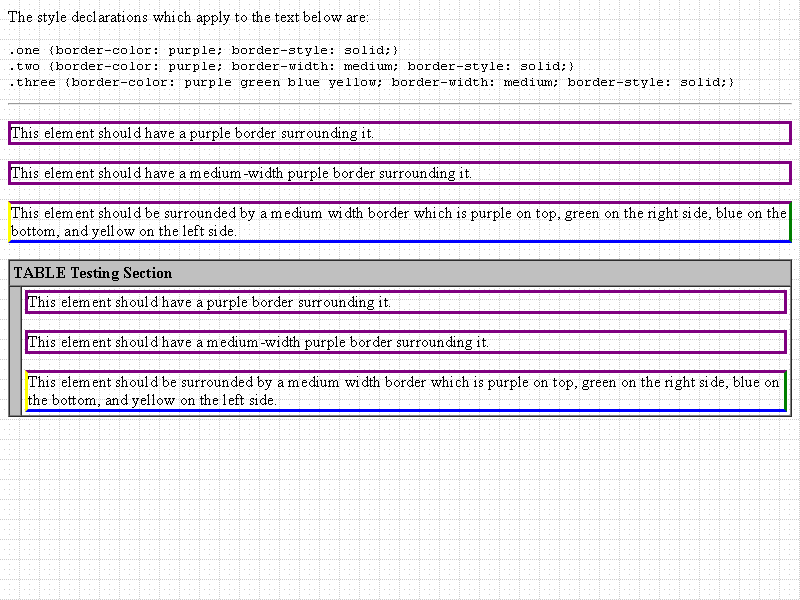 The style declarations which apply to the text below are:
.one {border-color: purple; border-style: solid;}
.two {border-color: purple; border-width: medium; border-style: solid;}
.three {border-color: purple green blue yellow; border-width: medium; border-style: solid;}
This element should have a purple border surrounding it.
This element should have a medium-width purple border surrounding it.
This element should be surrounded by a medium width border which is purple on top, green on the right side, blue on the
bottom, and yellow on the left side.
TABLE Testing Section
This element should have a purple border surrounding it.
This element should have a medium-width purple border surrounding it.
This element should be surrounded by a medium width border which is purple on top, green on the right side, blue on
the bottom, and yellow on the left side.